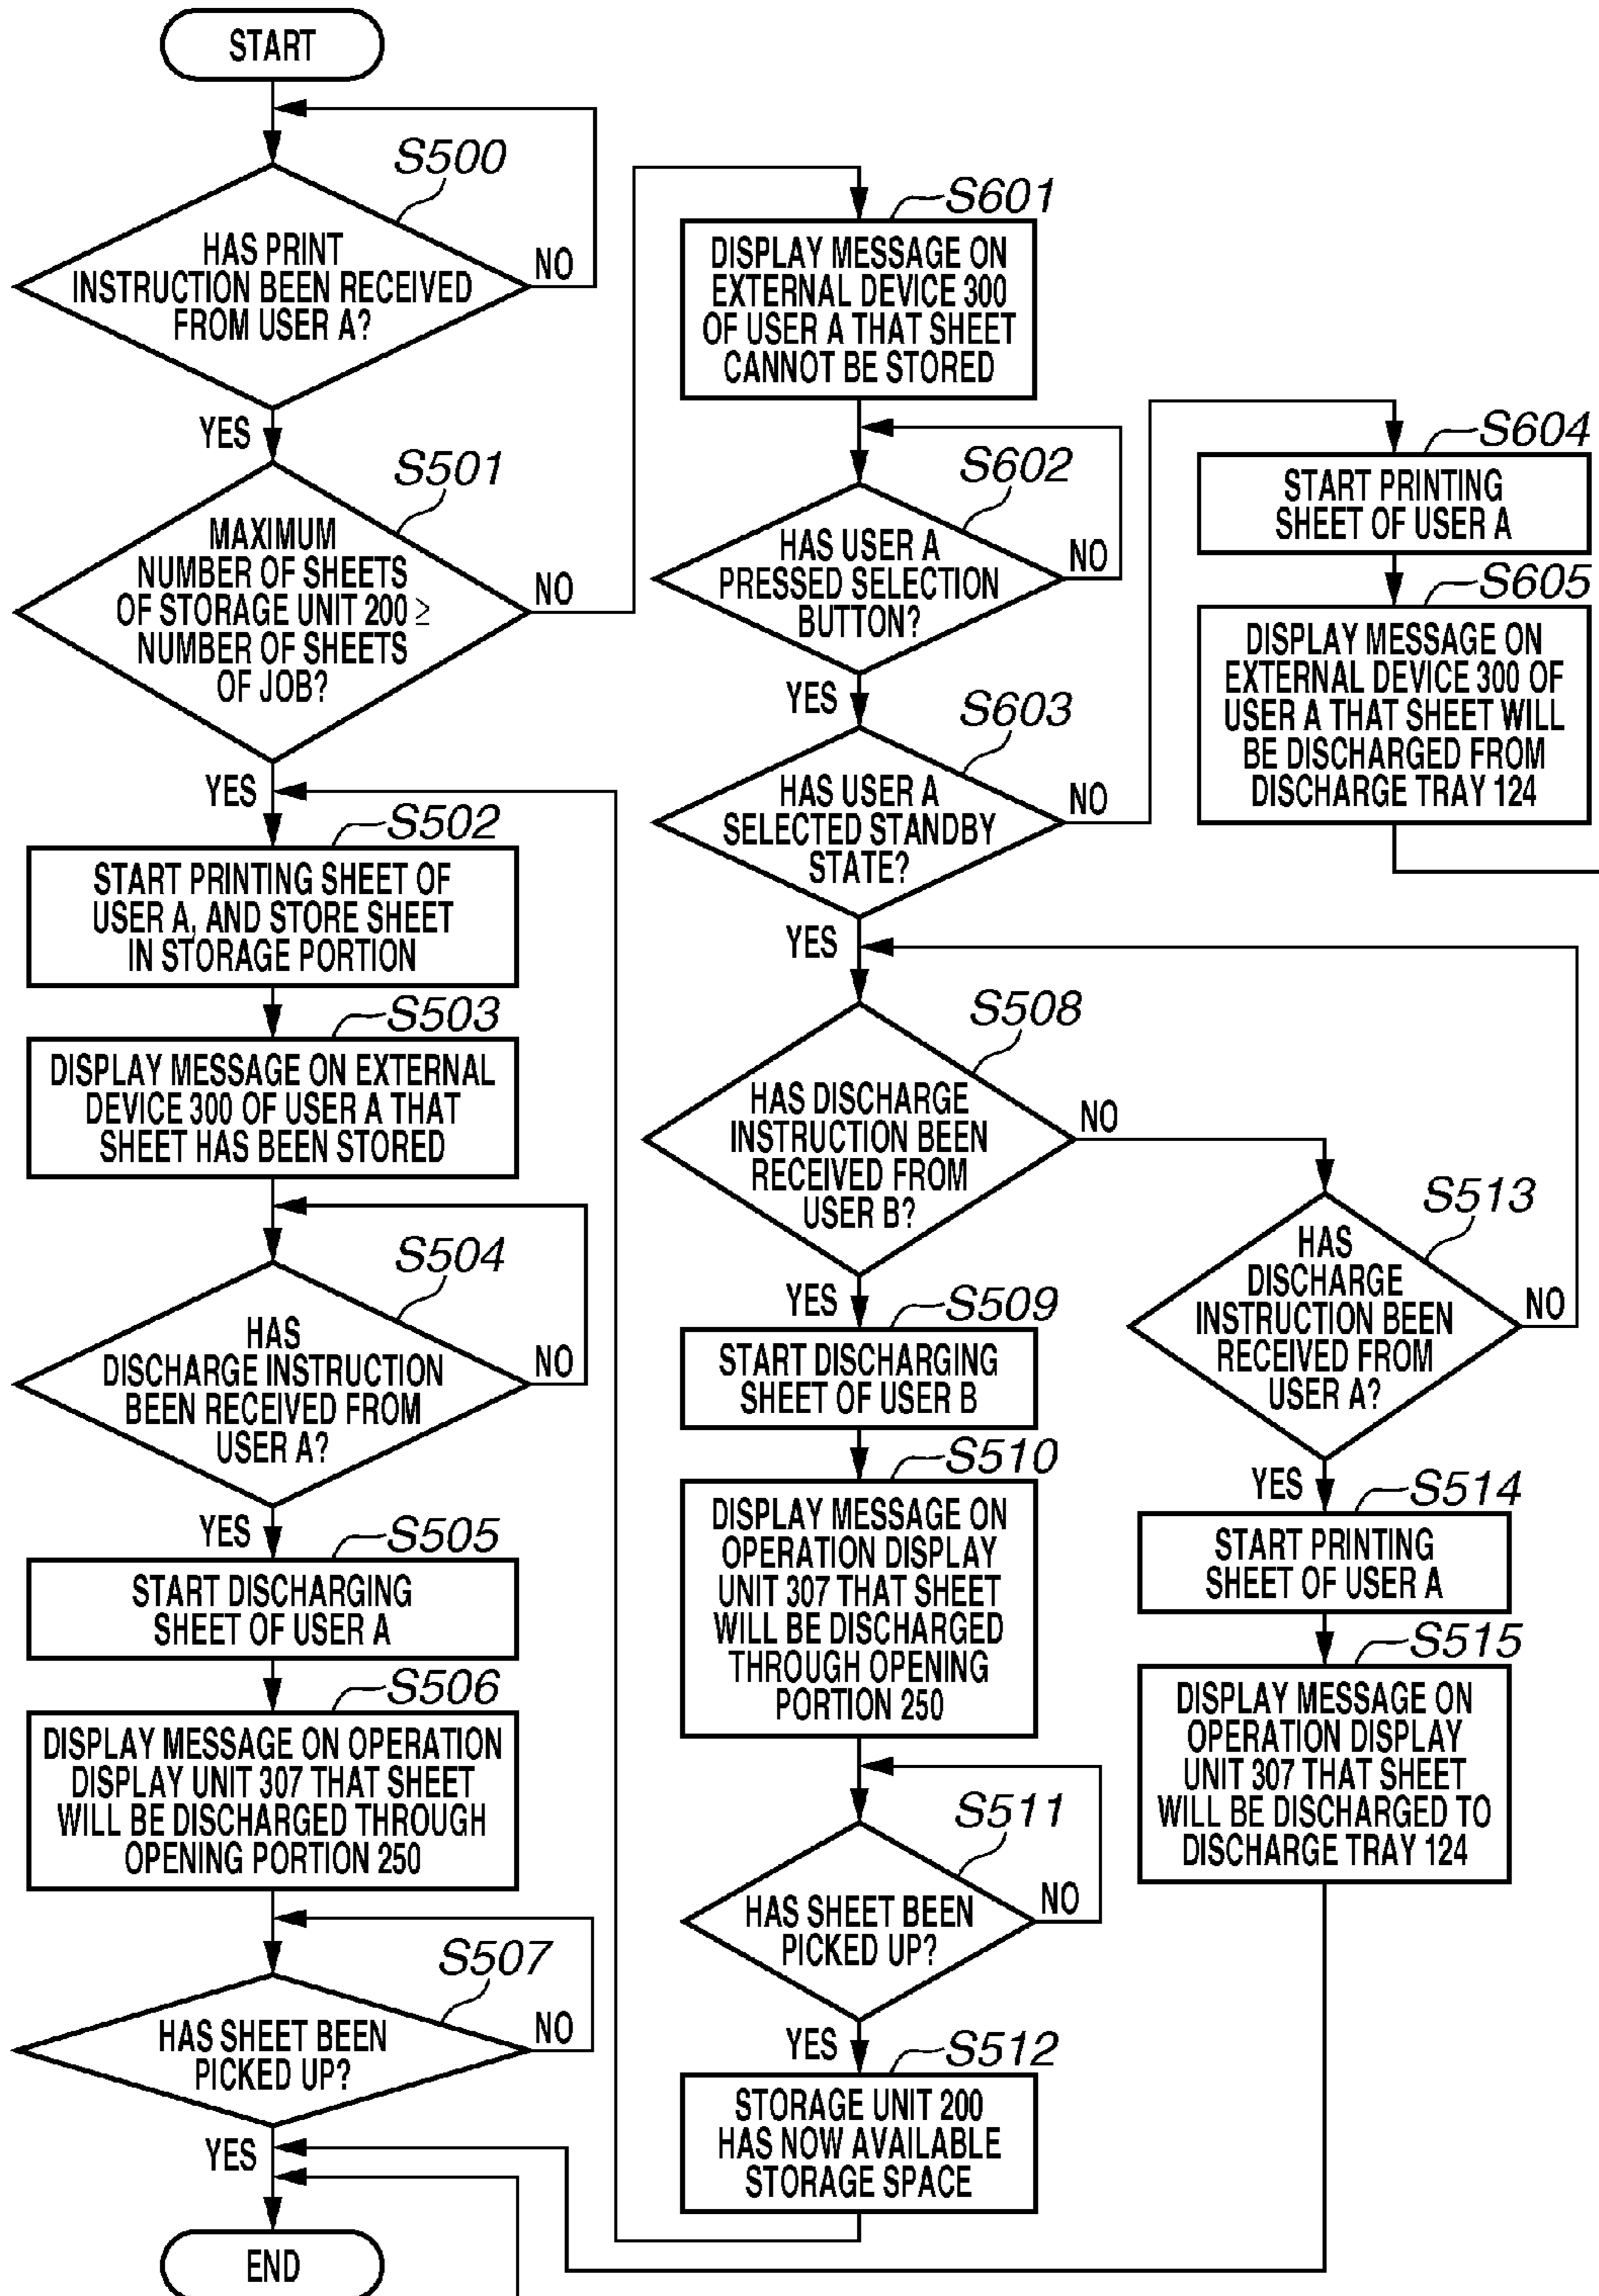 START
S500
HAS PRINT
INSTRUCTION BEEN RECEIVED
FROM USER A?
NO
YES
S501
MAXIMUM
NUMBER OF SHEETS
OF STORAGE UNIT 200 ≥
NUMBER OF SHEETS
OF JOB?
NO
YES
S502
START PRINTING SHEET OF
USER A, AND STORE SHEET
IN STORAGE PORTION
S503
DISPLAY MESSAGE ON EXTERNAL
DEVICE 300 OF USER A THAT
SHEET HAS BEEN STORED
S504
HAS
DISCHARGE INSTRUCTION
BEEN RECEIVED FROM
USER A?
NO
YES
S505
START DISCHARGING
SHEET OF USER A
S506
DISPLAY MESSAGE ON OPERATION
DISPLAY UNIT 307 THAT SHEET
WILL BE DISCHARGED THROUGH
OPENING PORTION 250
S507
HAS SHEET BEEN
PICKED UP?
NO
YES
END
S601
DISPLAY MESSAGE ON
EXTERNAL DEVICE 300
OF USER A THAT SHEET
CANNOT BE STORED
S602
HAS USER A
PRESSED SELECTION
BUTTON?
NO
YES
S603
HAS USER A
SELECTED STANDBY
STATE?
NO
YES
S508
HAS DISCHARGE
INSTRUCTION BEEN
RECEIVED FROM
USER B?
NO
YES
S509
START DISCHARGING
SHEET OF USER B
S510
DISPLAY MESSAGE ON
OPERATION DISPLAY
UNIT 307 THAT SHEET
WILL BE DISCHARGED
THROUGH OPENING
PORTION 250
S511
HAS SHEET BEEN
PICKED UP?
NO
YES
S512
STORAGE UNIT 200
HAS NOW AVAILABLE
STORAGE SPACE
S604
START PRINTING
SHEET OF USER A
S605
DISPLAY MESSAGE ON
EXTERNAL DEVICE 300 OF
USER A THAT SHEET WILL
BE DISCHARGED FROM
DISCHARGE TRAY 124
S513
HAS
DISCHARGE
INSTRUCTION BEEN
RECEIVED FROM
USER A?
NO
YES
S514
START PRINTING
SHEET OF USER A
S515
DISPLAY MESSAGE ON
OPERATION DISPLAY
UNIT 307 THAT SHEET
WILL BE DISCHARGED TO
DISCHARGE TRAY 124